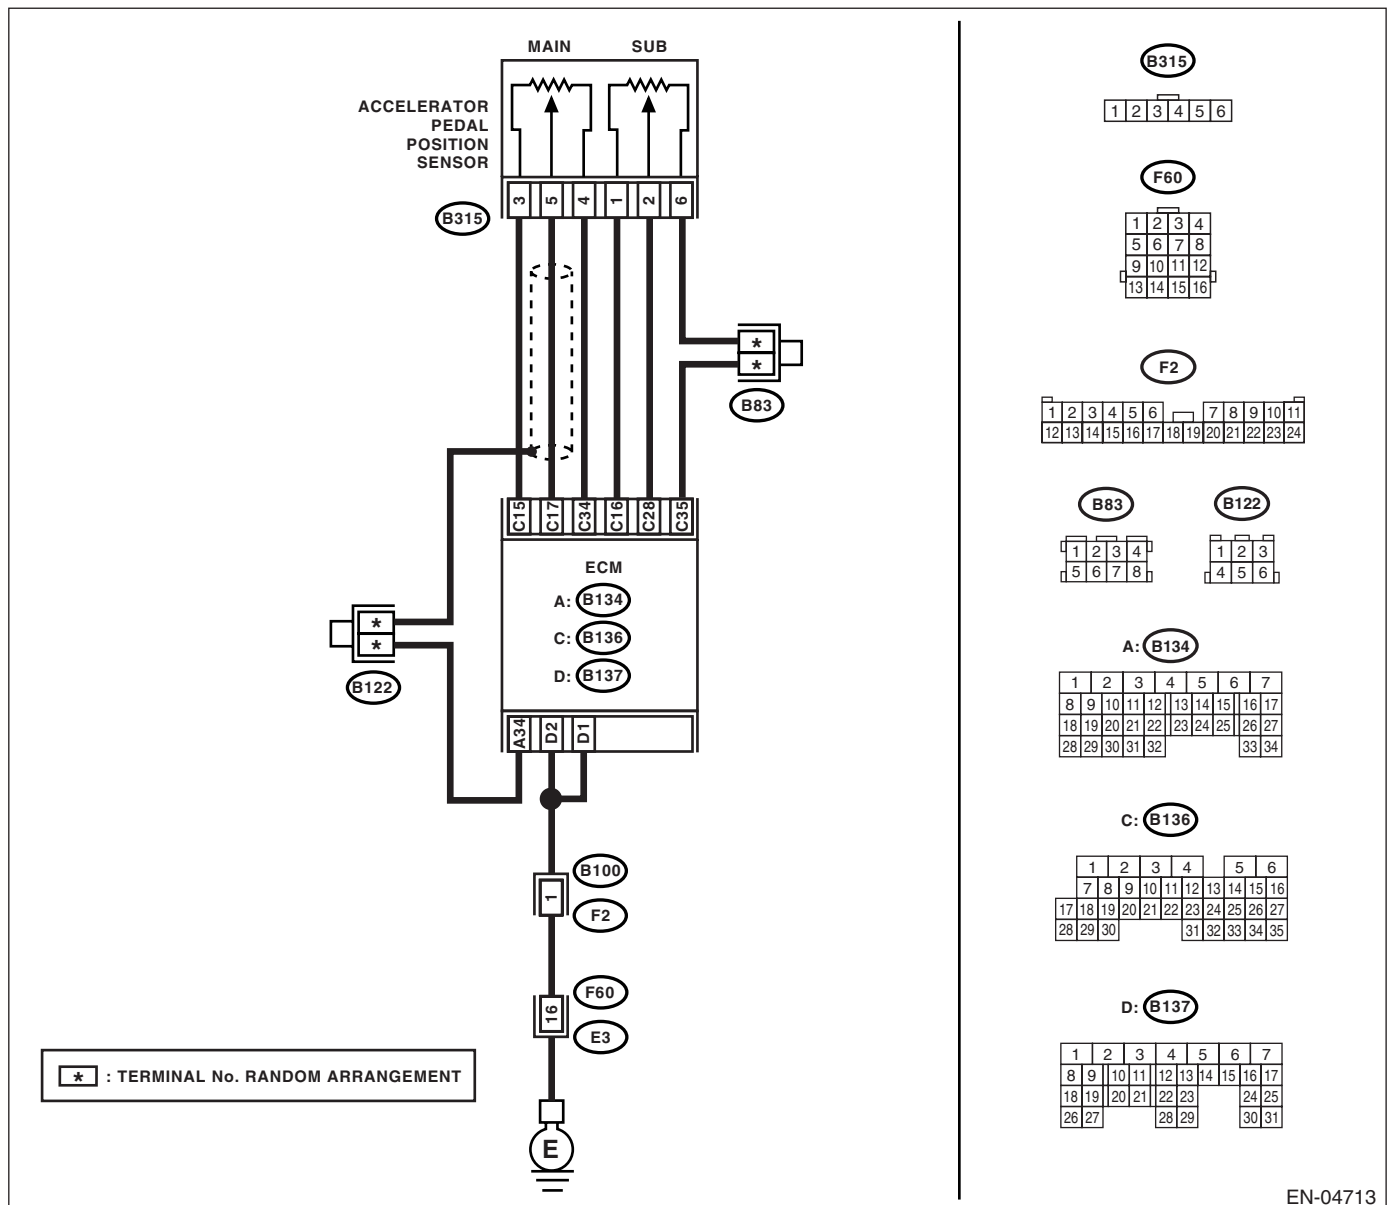 MAIN SUB
ACCELERATOR
PEDAL
POSITION
SENSOR
3 5 4 1 2 6
B315
*
*
B83
C15 C17 C34 C16 C28 C35
ECM
A: B134
C: B136
D: B137
*
*
B122
A34 D2 D1
B100
1
F2
F60
16
E3
* : TERMINAL No. RANDOM ARRANGEMENT
E
B315
1 2 3 4 5 6
F60
1 2 3 4
5 6 7 8
9 10 11 12
13 14 15 16
F2
1 2 3 4 5 6 7 8 9 10 11
12 13 14 15 16 17 18 19 20 21 22 23 24
B83
1 2 3 4
5 6 7 8
B122
1 2 3
4 5 6
A: B134
1 2 3 4 5 6 7
8 9 10 11 12 13 14 15 16 17
18 19 20 21 22 23 24 25 26 27
28 29 30 31 32 33 34
C: B136
1 2 3 4 5 6
7 8 9 10 11 12 13 14 15 16
17 18 19 20 21 22 23 24 25 26 27
28 29 30 31 32 33 34 35
D: B137
1 2 3 4 5 6 7
8 9 10 11 12 13 14 15 16 17
18 19 20 21 22 23 24 25
26 27 28 29 30 31
EN-04713